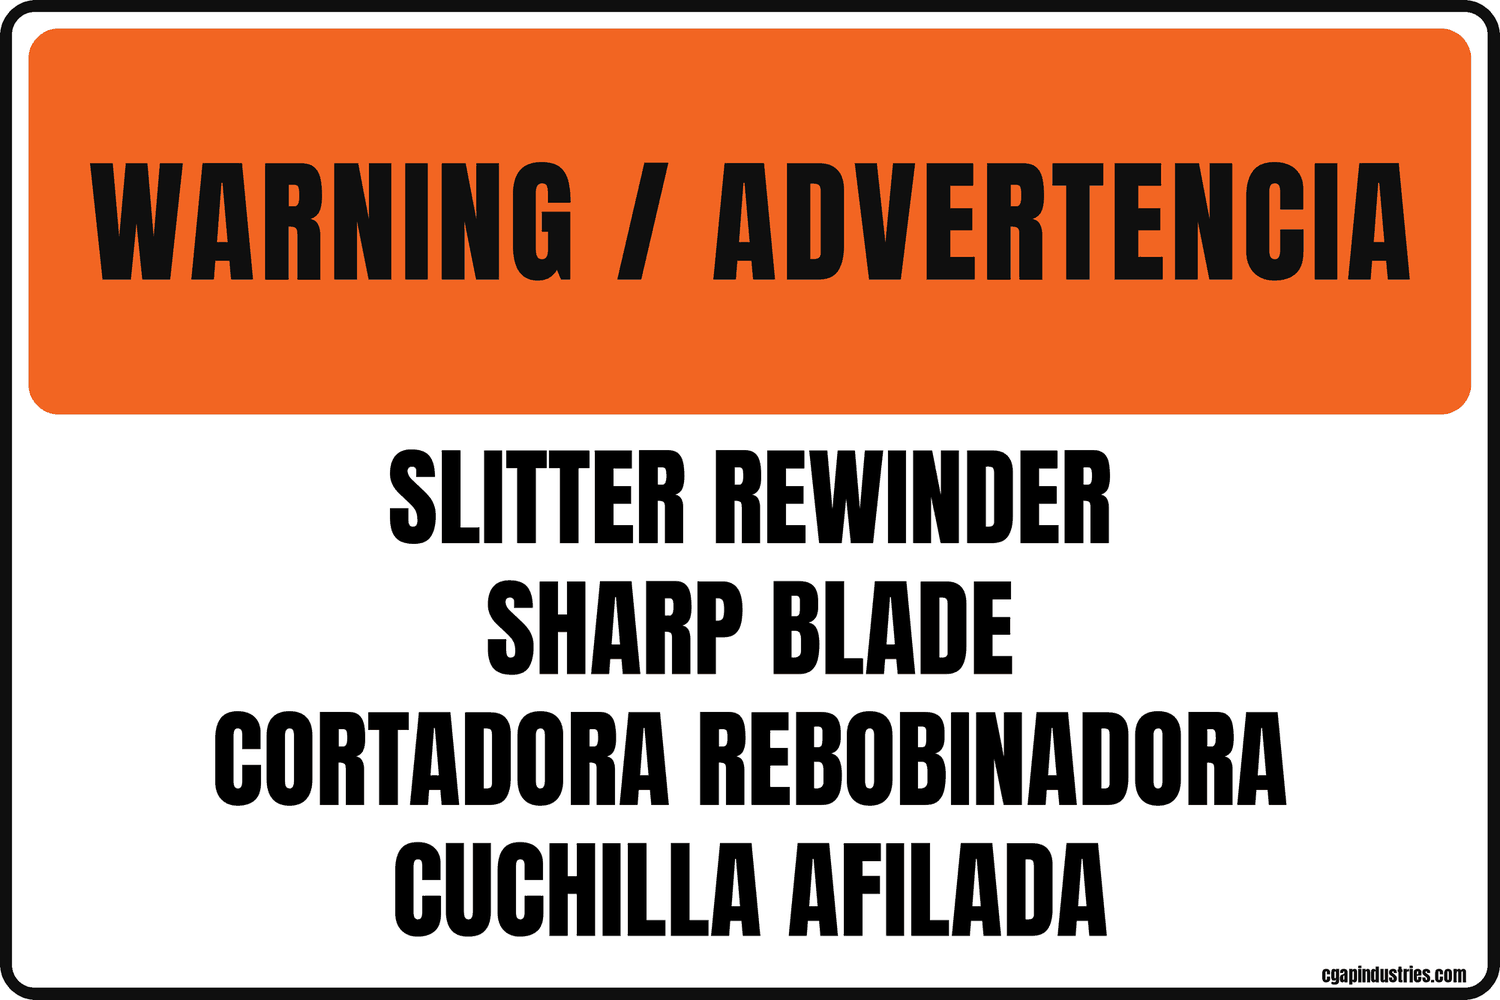 WARNING / ADVERTENCIA
SLITTER REWINDER
SHARP BLADE
CORTADORA REBOBINADORA
CUCHILLA AFILADA
cgapindustries.com